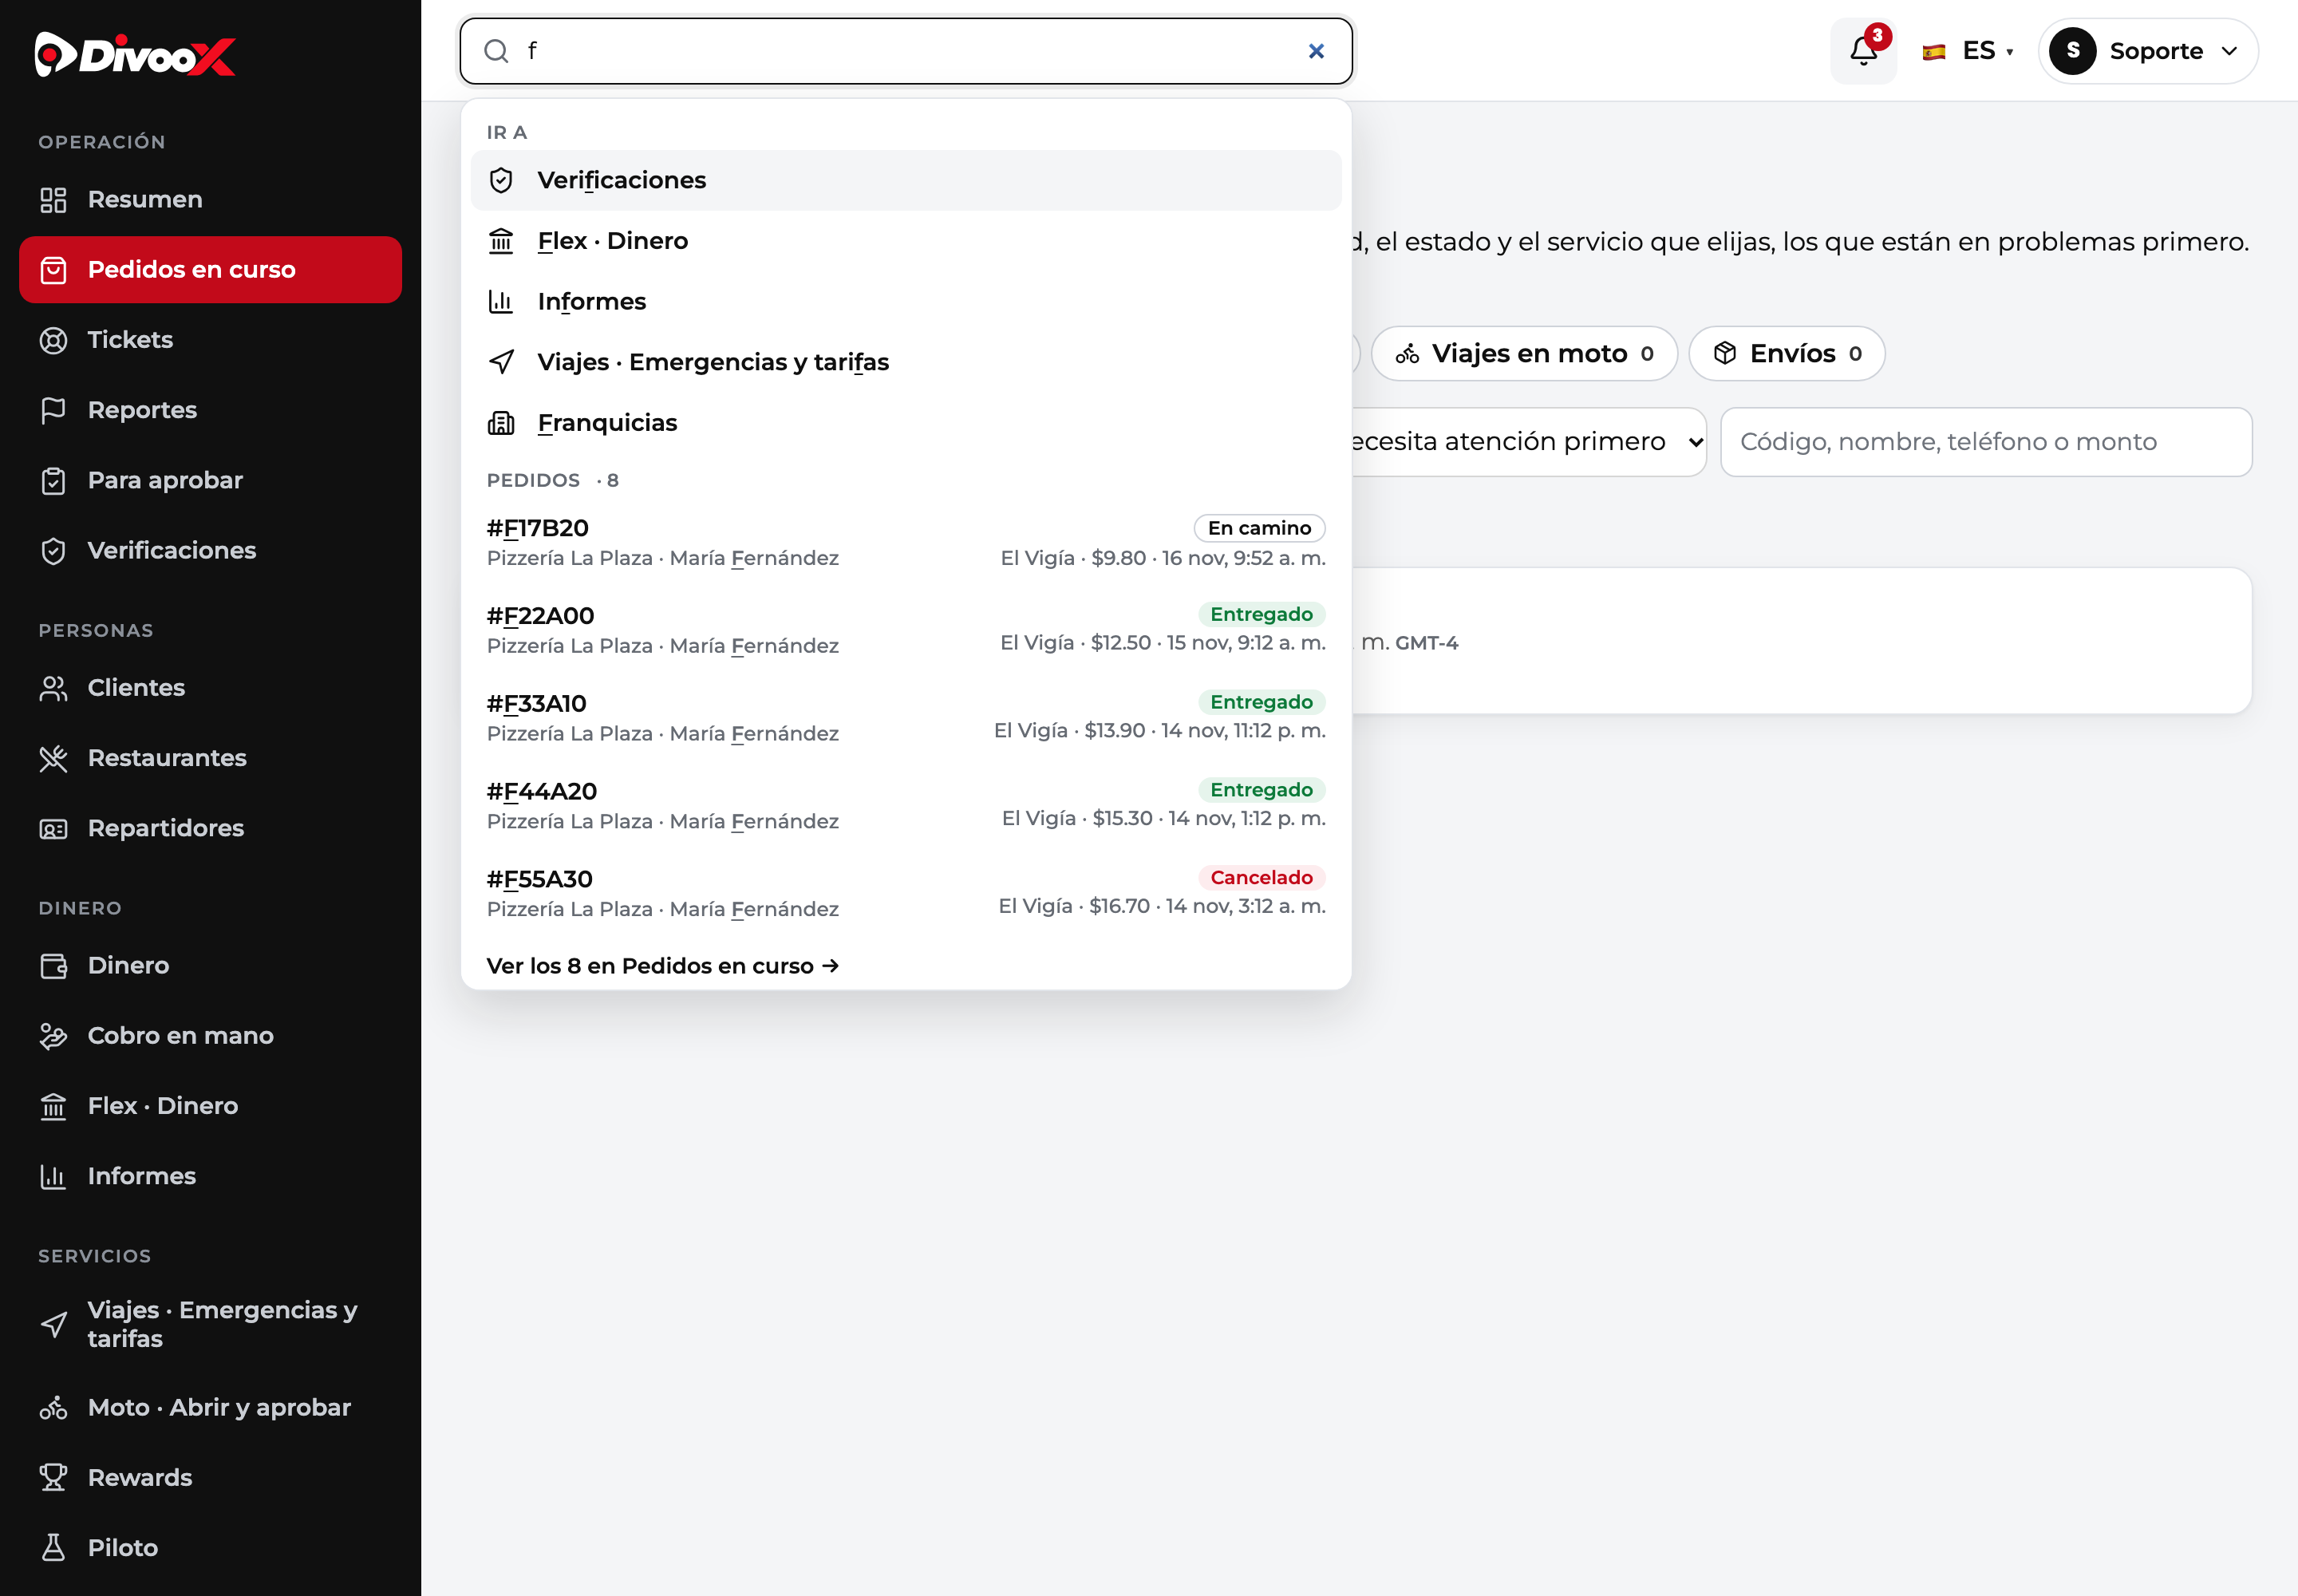 DivooX
OPERACIÓN
Resumen
Pedidos en curso
Tickets
Reportes
Para aprobar
Verificaciones
PERSONAS
Clientes
Restaurantes
Repartidores
DINERO
Dinero
Cobro en mano
Flex · Dinero
Informes
SERVICIOS
Viajes · Emergencias y
tarifas
Moto · Abrir y aprobar
Rewards
Piloto
f
3
ES
S
Soporte
IR A
Verificaciones
Flex · Dinero
Informes
Viajes · Emergencias y tarifas
Franquicias
PEDIDOS · 8
#F17B20 En camino
Pizzería La Plaza · María Fernández El Vigía · $9.80 · 16 nov, 9:52 a. m.
#F22A00 Entregado
Pizzería La Plaza · María Fernández El Vigía · $12.50 · 15 nov, 9:12 a. m.
#F33A10 Entregado
Pizzería La Plaza · María Fernández El Vigía · $13.90 · 14 nov, 11:12 p. m.
#F44A20 Entregado
Pizzería La Plaza · María Fernández El Vigía · $15.30 · 14 nov, 1:12 p. m.
#F55A30 Cancelado
Pizzería La Plaza · María Fernández El Vigía · $16.70 · 14 nov, 3:12 a. m.
Ver los 8 en Pedidos en curso →
, el estado y el servicio que elijas, los que están en problemas primero.
Viajes en moto 0
Envíos 0
ecesita atención primero
Código, nombre, teléfono o monto
m. GMT-4